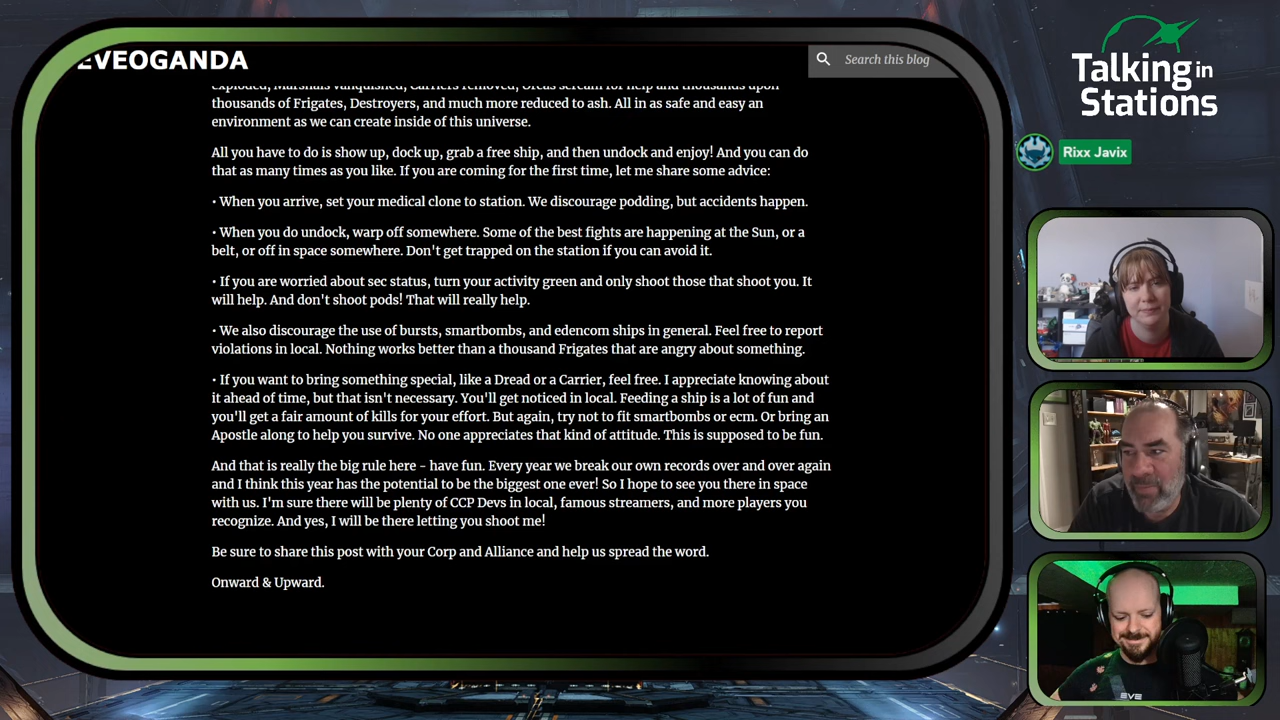 EVEOGANDA
Search this blog
exploded, Marshals vanquished, Carriers removed, Orcas scream for help and thousands upon
thousands of Frigates, Destroyers, and much more reduced to ash. All in as safe and easy an
environment as we can create inside of this universe.
All you have to do is show up, dock up, grab a free ship, and then undock and enjoy! And you can do
that as many times as you like. If you are coming for the first time, let me share some advice:
• When you arrive, set your medical clone to station. We discourage podding, but accidents happen.
• When you do undock, warp off somewhere. Some of the best fights are happening at the Sun, or a
belt, or off in space somewhere. Don't get trapped on the station if you can avoid it.
• If you are worried about sec status, turn your activity green and only shoot those that shoot you. It
will help. And don't shoot pods! That will really help.
• We also discourage the use of bursts, smartbombs, and edencom ships in general. Feel free to report
violations in local. Nothing works better than a thousand Frigates that are angry about something.
• If you want to bring something special, like a Dread or a Carrier, feel free. I appreciate knowing about
it ahead of time, but that isn't necessary. You'll get noticed in local. Feeding a ship is a lot of fun and
you'll get a fair amount of kills for your effort. But again, try not to fit smartbombs or ecm. Or bring an
Apostle along to help you survive. No one appreciates that kind of attitude. This is supposed to be fun.
And that is really the big rule here - have fun. Every year we break our own records over and over again
and I think this year has the potential to be the biggest one ever! So I hope to see you there in space
with us. I'm sure there will be plenty of CCP Devs in local, famous streamers, and more players you
recognize. And yes, I will be there letting you shoot me!
Be sure to share this post with your Corp and Alliance and help us spread the word.
Onward & Upward.
Talking in
Stations
Rixx Javix
EVE